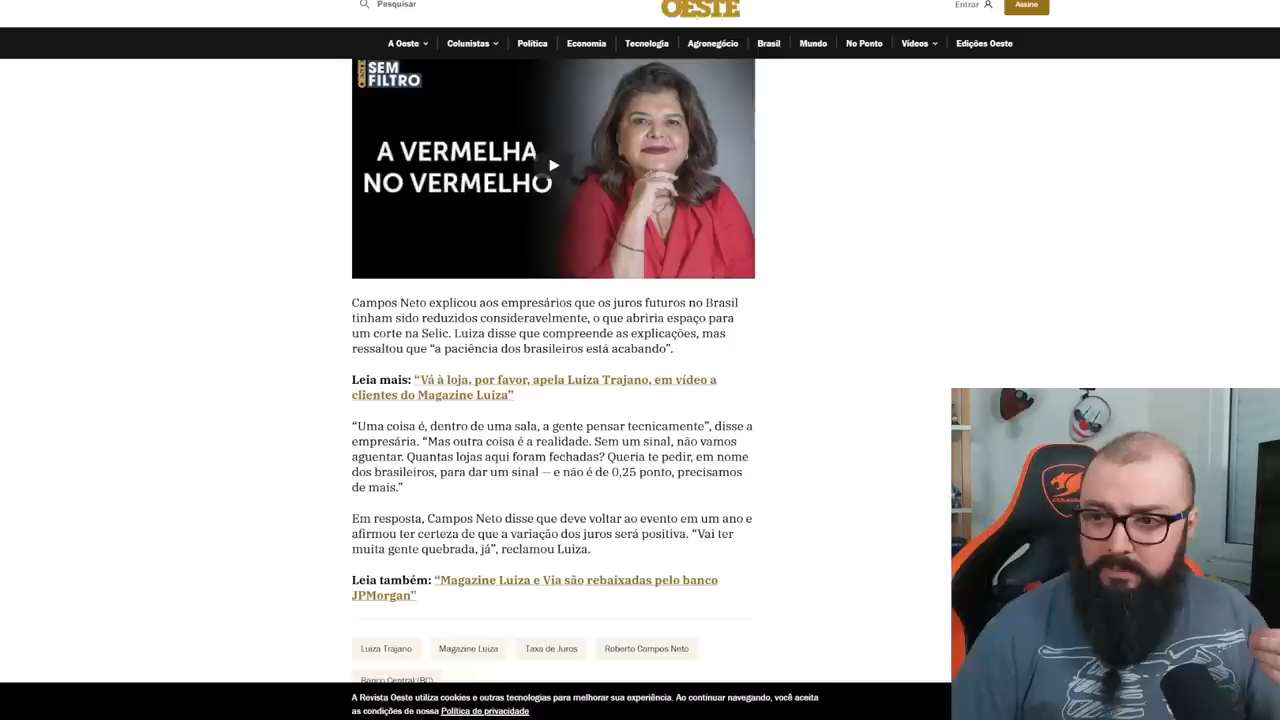 Pesquisar
OESTE
Entrar
Assine
A Oeste
Colunistas
Política
Economia
Tecnologia
Agronegócio
Brasil
Mundo
No Ponto
Vídeos
Edições Oeste
OESTE SEM FILTRO
A VERMELHA
NO VERMELHO
Campos Neto explicou aos empresários que os juros futuros no Brasil
tinham sido reduzidos consideravelmente, o que abriria espaço para
um corte na Selic. Luiza disse que compreende as explicações, mas
ressaltou que “a paciência dos brasileiros está acabando”.
Leia mais: “Vá à loja, por favor, apela Luiza Trajano, em vídeo a
clientes do Magazine Luiza”
“Uma coisa é, dentro de uma sala, a gente pensar tecnicamente”, disse a
empresária. “Mas outra coisa é a realidade. Sem um sinal, não vamos
aguentar. Quantas lojas aqui foram fechadas? Queria te pedir, em nome
dos brasileiros, para dar um sinal — e não é de 0,25 ponto, precisamos
de mais.”
Em resposta, Campos Neto disse que deve voltar ao evento em um ano e
afirmou ter certeza de que a variação dos juros será positiva. “Vai ter
muita gente quebrada, já”, reclamou Luiza.
Leia também: “Magazine Luiza e Via são rebaixadas pelo banco
JPMorgan”
Luiza Trajano
Magazine Luiza
Taxa de Juros
Roberto Campos Neto
Banco Central (BC)
A Revista Oeste utiliza cookies e outras tecnologias para melhorar sua experiência. Ao continuar navegando, você aceita
as condições de nossa Política de privacidade
COUGAR